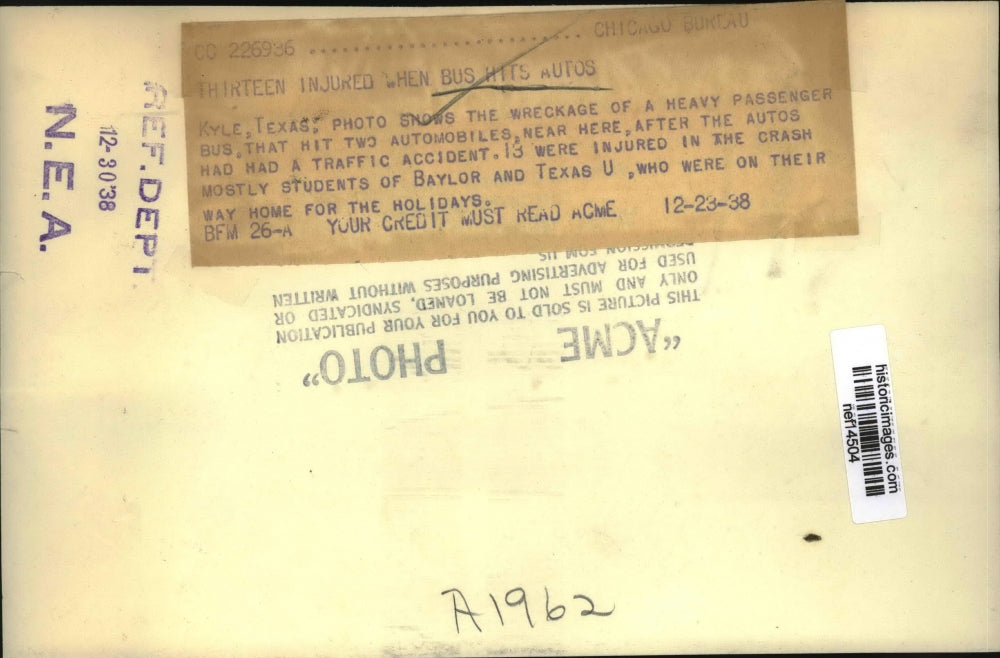 CC 226936 .............................. CHICAGO BUREAU
THIRTEEN INJURED WHEN BUS HITS AUTOS
KYLE, TEXAS; PHOTO SHOWS THE WRECKAGE OF A HEAVY PASSENGER
BUS, THAT HIT TWO AUTOMOBILES, NEAR HERE, AFTER THE AUTOS
HAD HAD A TRAFFIC ACCIDENT. 13 WERE INJURED IN THE CRASH
MOSTLY STUDENTS OF BAYLOR AND TEXAS U , WHO WERE ON THEIR
WAY HOME FOR THE HOLIDAYS.
BFM 26-A YOUR CREDIT MUST READ ACME 12-23-38
REF. DEPT.
12-30 38
N.E.A.
"ACME PHOTO"
THIS PICTURE IS SOLD TO YOU FOR YOUR PUBLICATION
ONLY AND MUST NOT BE LOANED, SYNDICATED OR
USED FOR ADVERTISING PURPOSES WITHOUT WRITTEN
PERMISSION FOM US
historicimages.com
nef14504
A1962